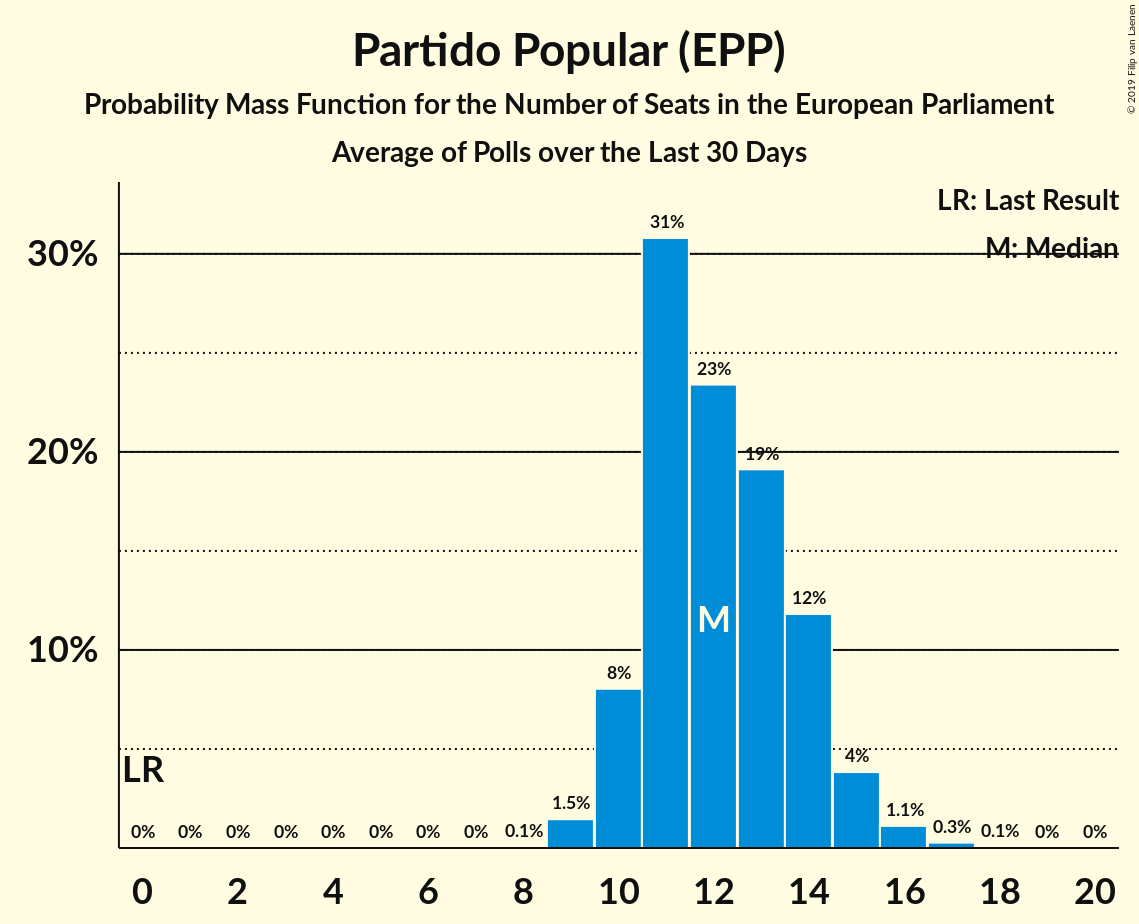 Partido Popular (EPP)
Probability Mass Function for the Number of Seats in the European Parliament
Average of Polls over the Last 30 Days
© 2019 Filip van Laenen
LR: Last Result
M: Median
30%
20%
10%
31%
23%
19%
12%
M
8%
4%
LR
1.5%
1.1%
0% 0% 0% 0% 0% 0% 0% 0% 0.1% 0.3% 0.1% 0% 0%
0 2 4 6 8 10 12 14 16 18 20